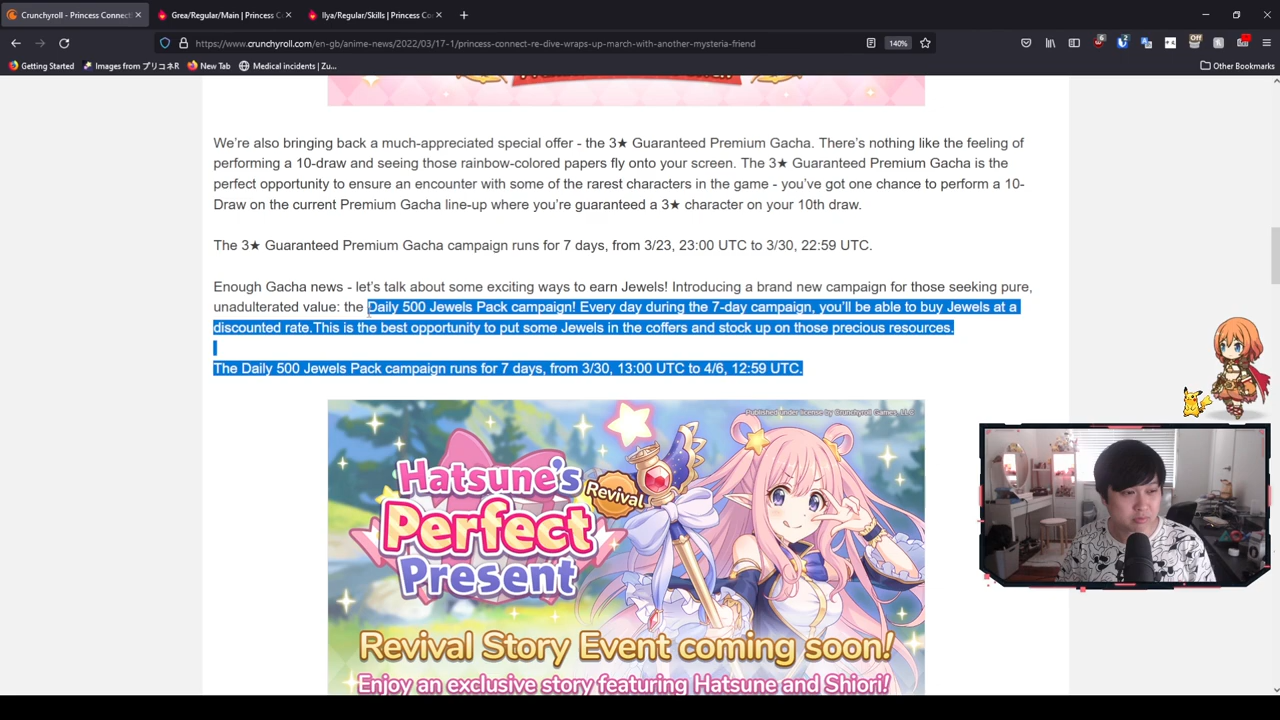 Crunchyroll - Princess Connect
Grea/Regular/Main | Princess C
Ilya/Regular/Skills | Princess Co
https://www.crunchyroll.com/en-gb/anime-news/2022/03/17-1/princess-connect-re-dive-wraps-up-march-with-another-mysteria-friend
140%
Off
Getting Started
Images from プリコネR
New Tab
Medical incidents | Zu...
Other Bookmarks
We're also bringing back a much-appreciated special offer - the 3★ Guaranteed Premium Gacha. There's nothing like the feeling of
performing a 10-draw and seeing those rainbow-colored papers fly onto your screen. The 3★ Guaranteed Premium Gacha is the
perfect opportunity to ensure an encounter with some of the rarest characters in the game - you've got one chance to perform a 10-
Draw on the current Premium Gacha line-up where you're guaranteed a 3★ character on your 10th draw.
The 3★ Guaranteed Premium Gacha campaign runs for 7 days, from 3/23, 23:00 UTC to 3/30, 22:59 UTC.
Enough Gacha news - let's talk about some exciting ways to earn Jewels! Introducing a brand new campaign for those seeking pure,
unadulterated value: the Daily 500 Jewels Pack campaign! Every day during the 7-day campaign, you'll be able to buy Jewels at a
discounted rate.This is the best opportunity to put some Jewels in the coffers and stock up on those precious resources.
The Daily 500 Jewels Pack campaign runs for 7 days, from 3/30, 13:00 UTC to 4/6, 12:59 UTC.
Published under license by Crunchyroll Games, LLC
Hatsune's
Revival
Perfect
Present
Revival Story Event coming soon!
Enjoy an exclusive story featuring Hatsune and Shiori!